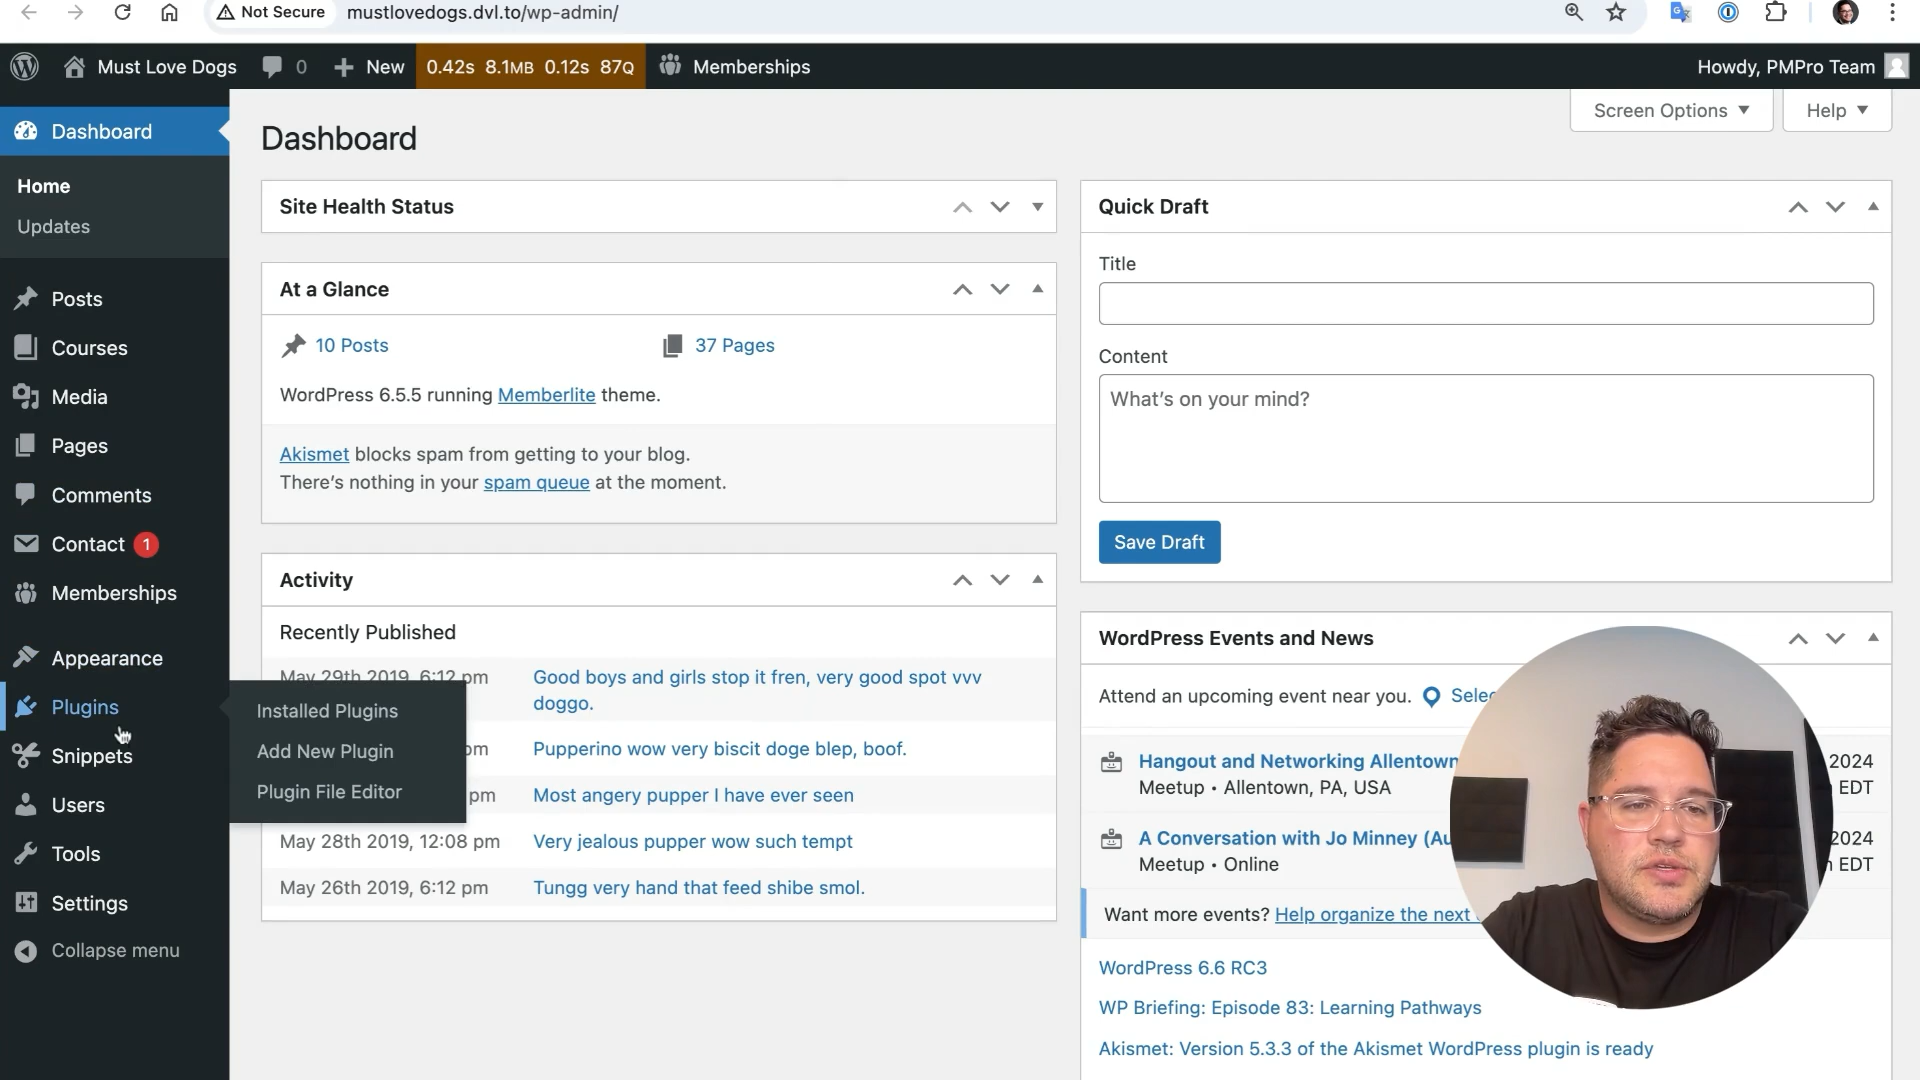 Not Secure
mustlovedogs.dvl.to/wp-admin/
Must Love Dogs
0
New
0.42s 8.1MB 0.12s 87Q
Memberships
Howdy, PMPro Team
Dashboard
Home
Updates
Posts
Courses
Media
Pages
Comments
Contact 1
Memberships
Appearance
Plugins
Snippets
Users
Tools
Settings
Collapse menu
Installed Plugins
Add New Plugin
Plugin File Editor
Screen Options
Help
Dashboard
Site Health Status
At a Glance
10 Posts
37 Pages
WordPress 6.5.5 running Memberlite theme.
Akismet blocks spam from getting to your blog.
There's nothing in your spam queue at the moment.
Activity
Recently Published
May 29th 2019, 6:12 pm
Good boys and girls stop it fren, very good spot vvv
doggo.
pm
Pupperino wow very biscit doge blep, boof.
pm
Most angry pupper I have ever seen
May 28th 2019, 12:08 pm
Very jealous pupper wow such tempt
May 26th 2019, 6:12 pm
Tungg very hand that feed shibe smol.
Quick Draft
Title
Content
What's on your mind?
Save Draft
WordPress Events and News
Attend an upcoming event near you.
Hangout and Networking Allentown
2024
Meetup • Allentown, PA, USA
EDT
A Conversation with Jo Minney (Au
2024
Meetup • Online
EDT
Want more events? Help organize the next
WordPress 6.6 RC3
WP Briefing: Episode 83: Learning Pathways
Akismet: Version 5.3.3 of the Akismet WordPress plugin is ready